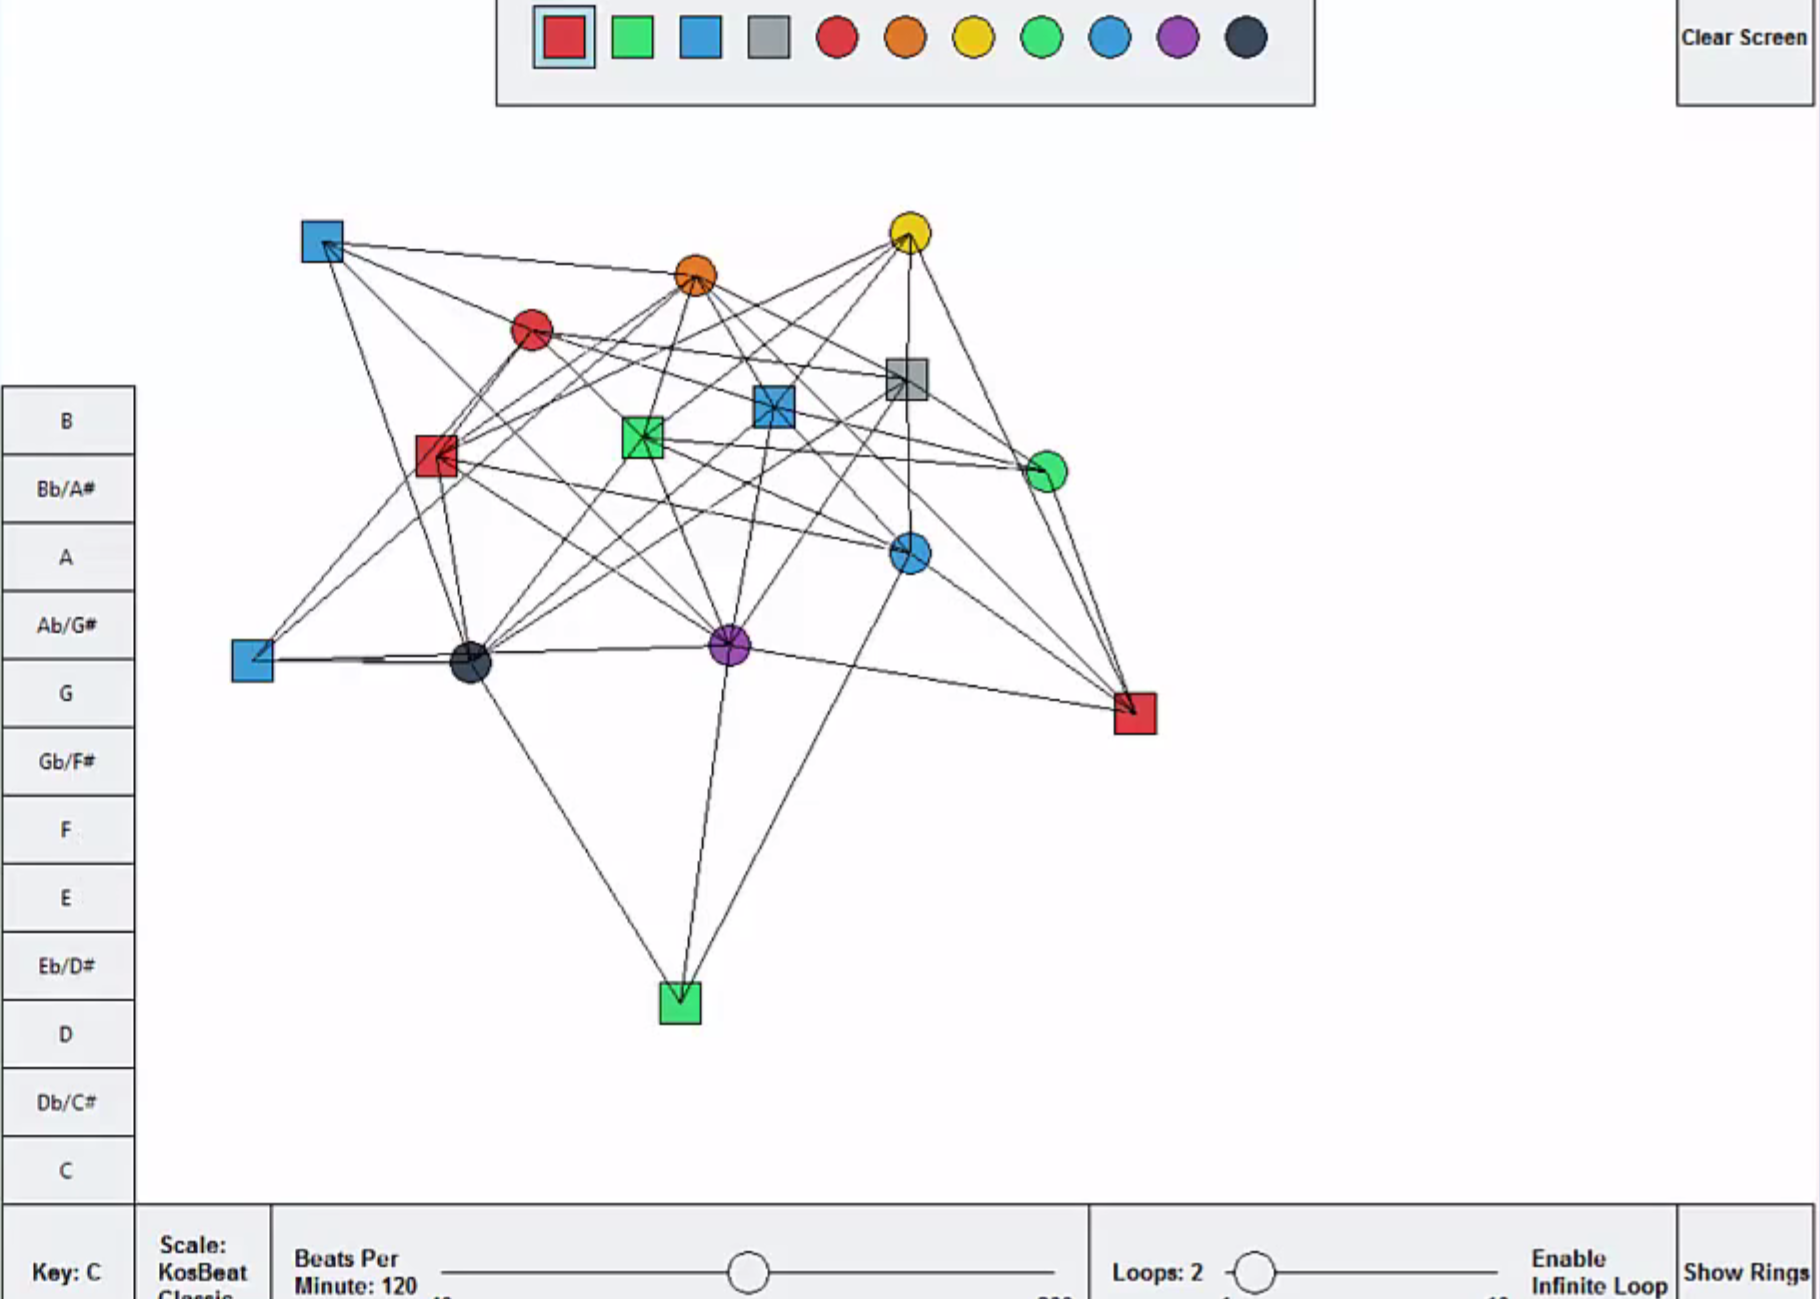 Clear Screen
B
Bb/A#
A
Ab/G#
G
Gb/F#
F
E
Eb/D#
D
Db/C#
C
Key: C
Scale:
KosBeat
Classic
Beats Per
Minute: 120
Loops: 2
Enable
Infinite Loop
Show Rings